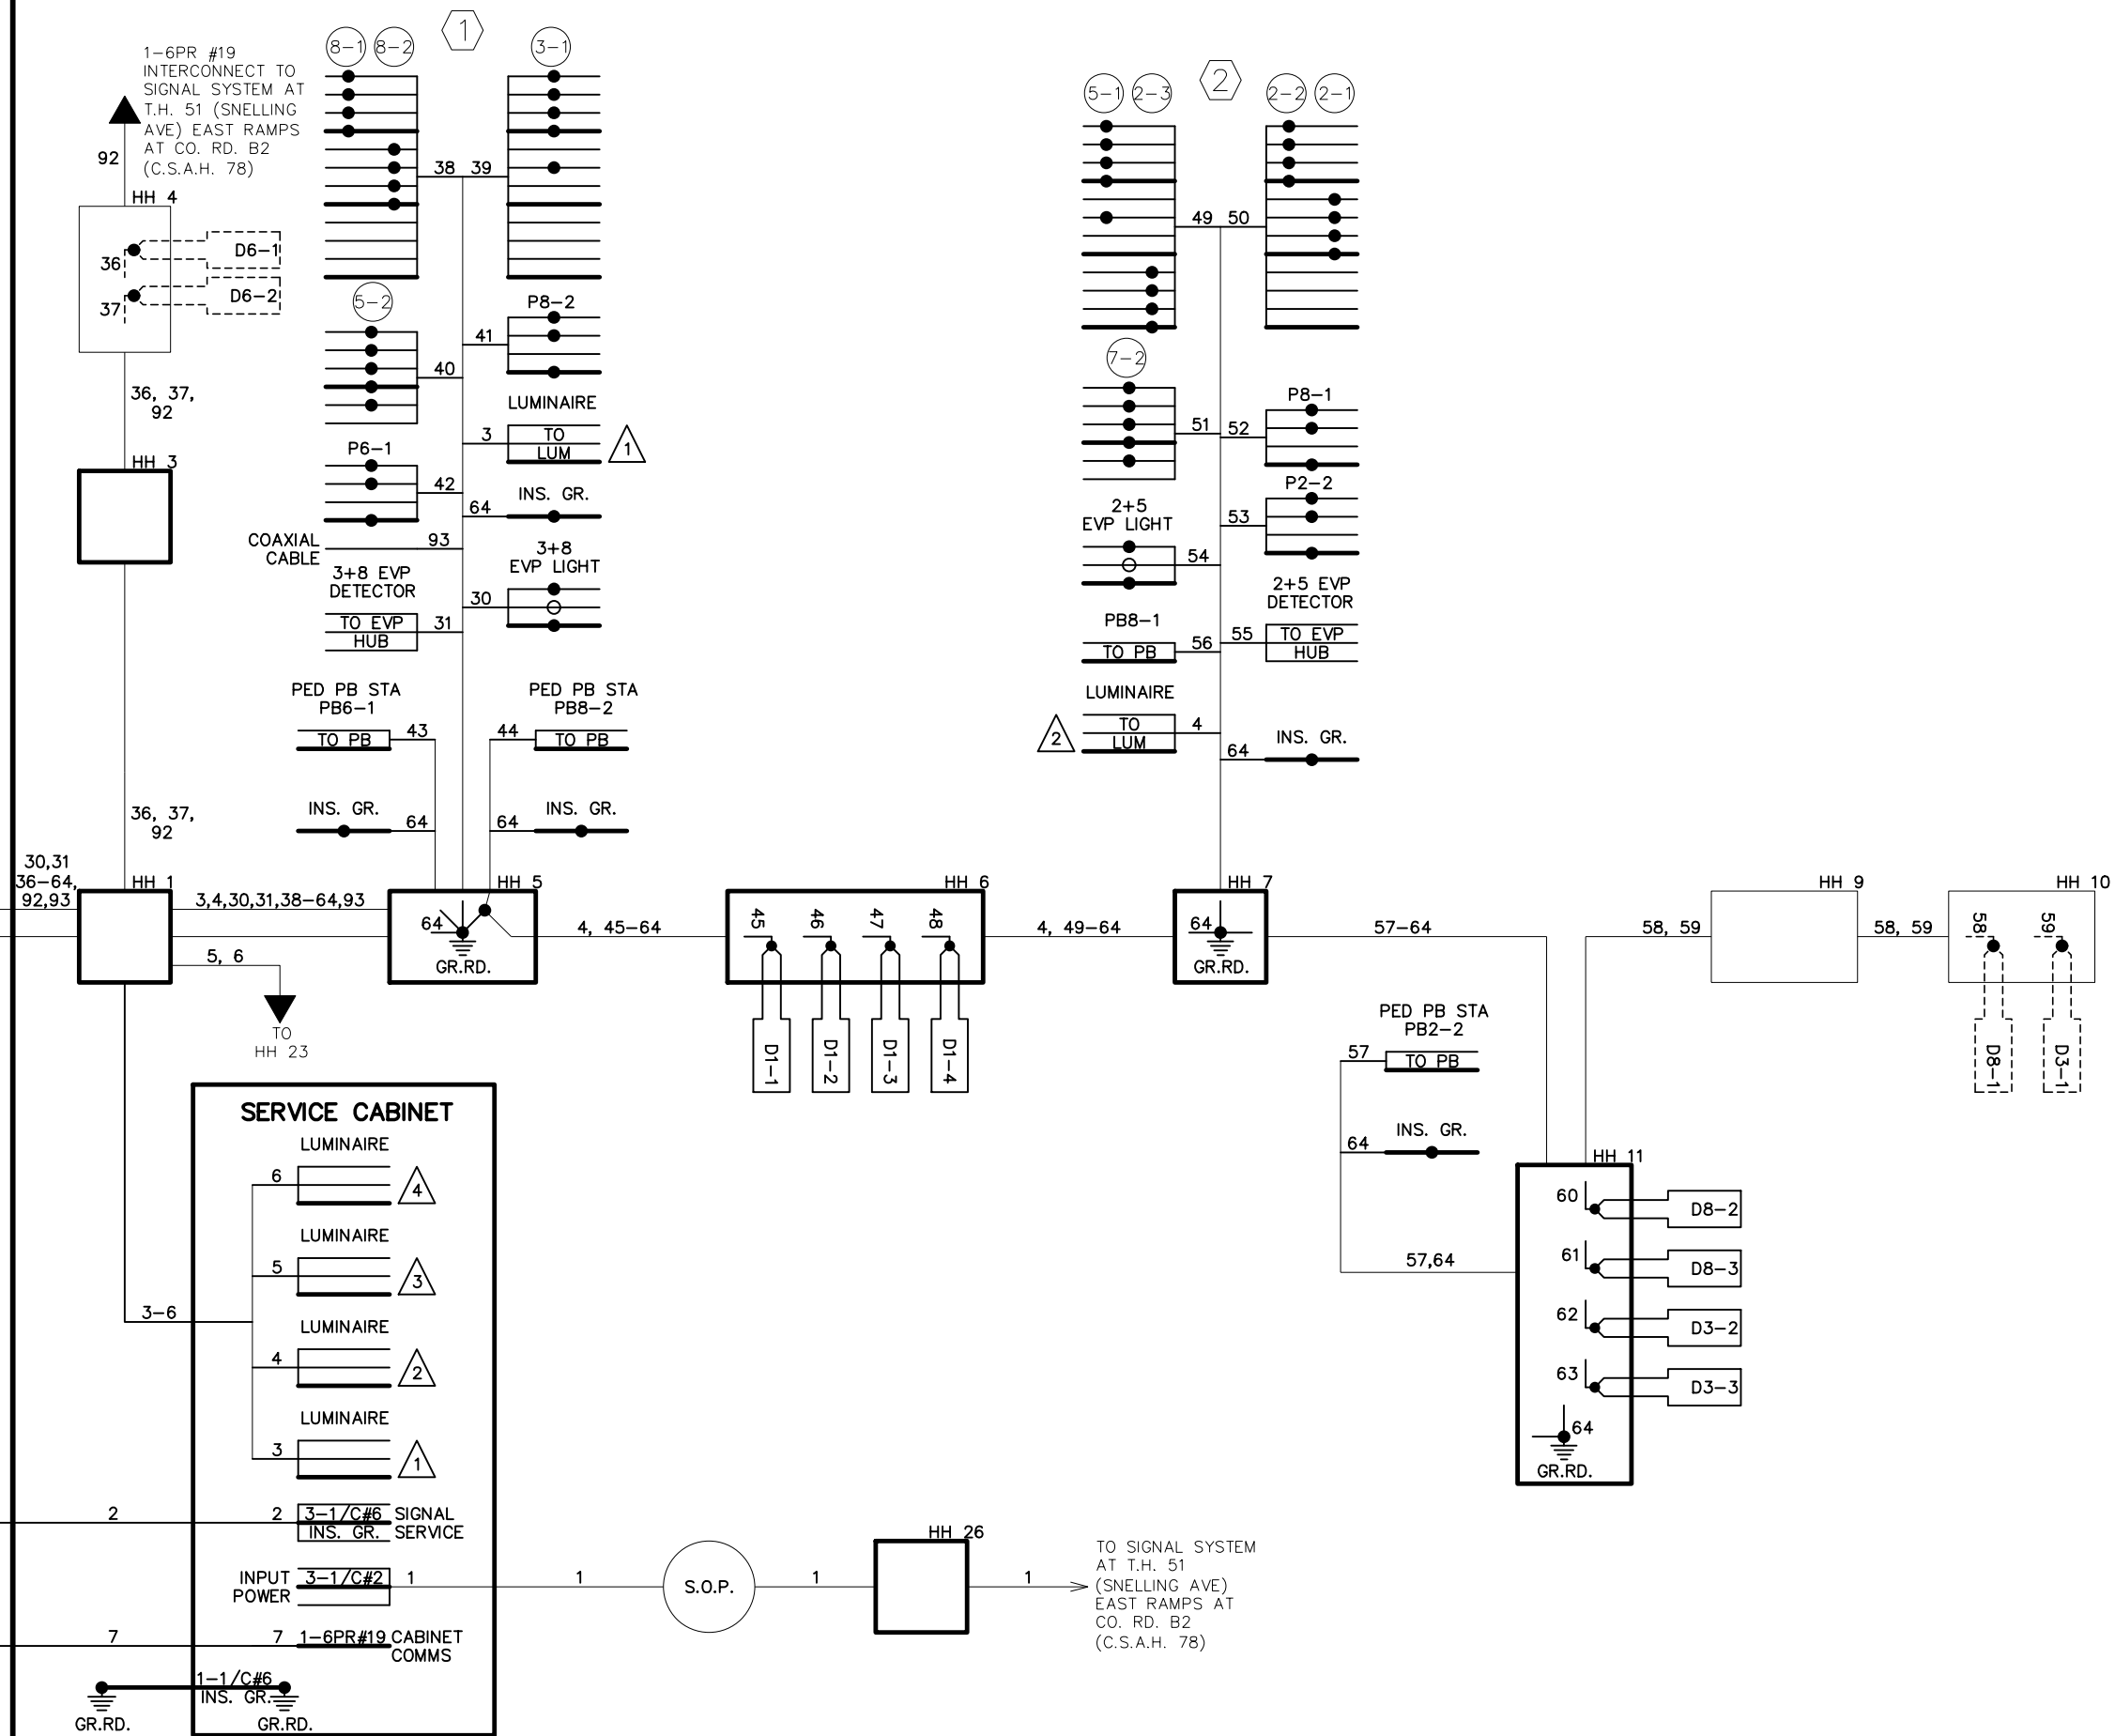 1-6PR #19
INTERCONNECT TO
SIGNAL SYSTEM AT
T.H. 51 (SNELLING
AVE) EAST RAMPS
AT CO. RD. B2
(C.S.A.H. 78)
92
HH 4
36
D6-1
37
D6-2
36, 37,
92
HH 3
36, 37,
92
30,31
36-64,
92,93
HH 1
3,4,30,31,38-64,93
5, 6
TO
HH 23
1
8-1 8-2
3-1
38 39
5-2
40
P8-2
41
LUMINAIRE
3
TO
LUM
1
P6-1
42
INS. GR.
64
COAXIAL
CABLE
93
3+8
EVP LIGHT
30
3+8 EVP
DETECTOR
TO EVP
HUB
31
PED PB STA
PB6-1
TO PB
43
PED PB STA
PB8-2
44
TO PB
INS. GR.
64
INS. GR.
64
HH 5
64
GR.RD.
4, 45-64
HH 6
45
46
47
48
D1-1
D1-2
D1-3
D1-4
4, 49-64
2
5-1 2-3
2-2 2-1
49 50
7-2
51
P8-1
52
P2-2
53
2+5
EVP LIGHT
54
2+5 EVP
DETECTOR
55
TO EVP
HUB
PB8-1
TO PB
56
LUMINAIRE
2
TO
LUM
4
INS. GR.
64
HH 7
64
GR.RD.
57-64
58, 59
HH 9
58, 59
HH 10
58
59
D8-1
D3-1
PED PB STA
PB2-2
57
TO PB
INS. GR.
64
57,64
HH 11
60
D8-2
61
D8-3
62
D3-2
63
D3-3
64
GR.RD.
SERVICE CABINET
LUMINAIRE
6
4
LUMINAIRE
5
3
LUMINAIRE
4
2
LUMINAIRE
3
1
3-6
2
2
3-1/C#6
SIGNAL
INS. GR.
SERVICE
INPUT
POWER
3-1/C#2
1
1
S.O.P.
1
HH 26
1
TO SIGNAL SYSTEM
AT T.H. 51
(SNELLING AVE)
EAST RAMPS AT
CO. RD. B2
(C.S.A.H. 78)
7
7
1-6PR#19
CABINET
COMMS
1-1/C#6
INS. GR.
GR.RD.
GR.RD.